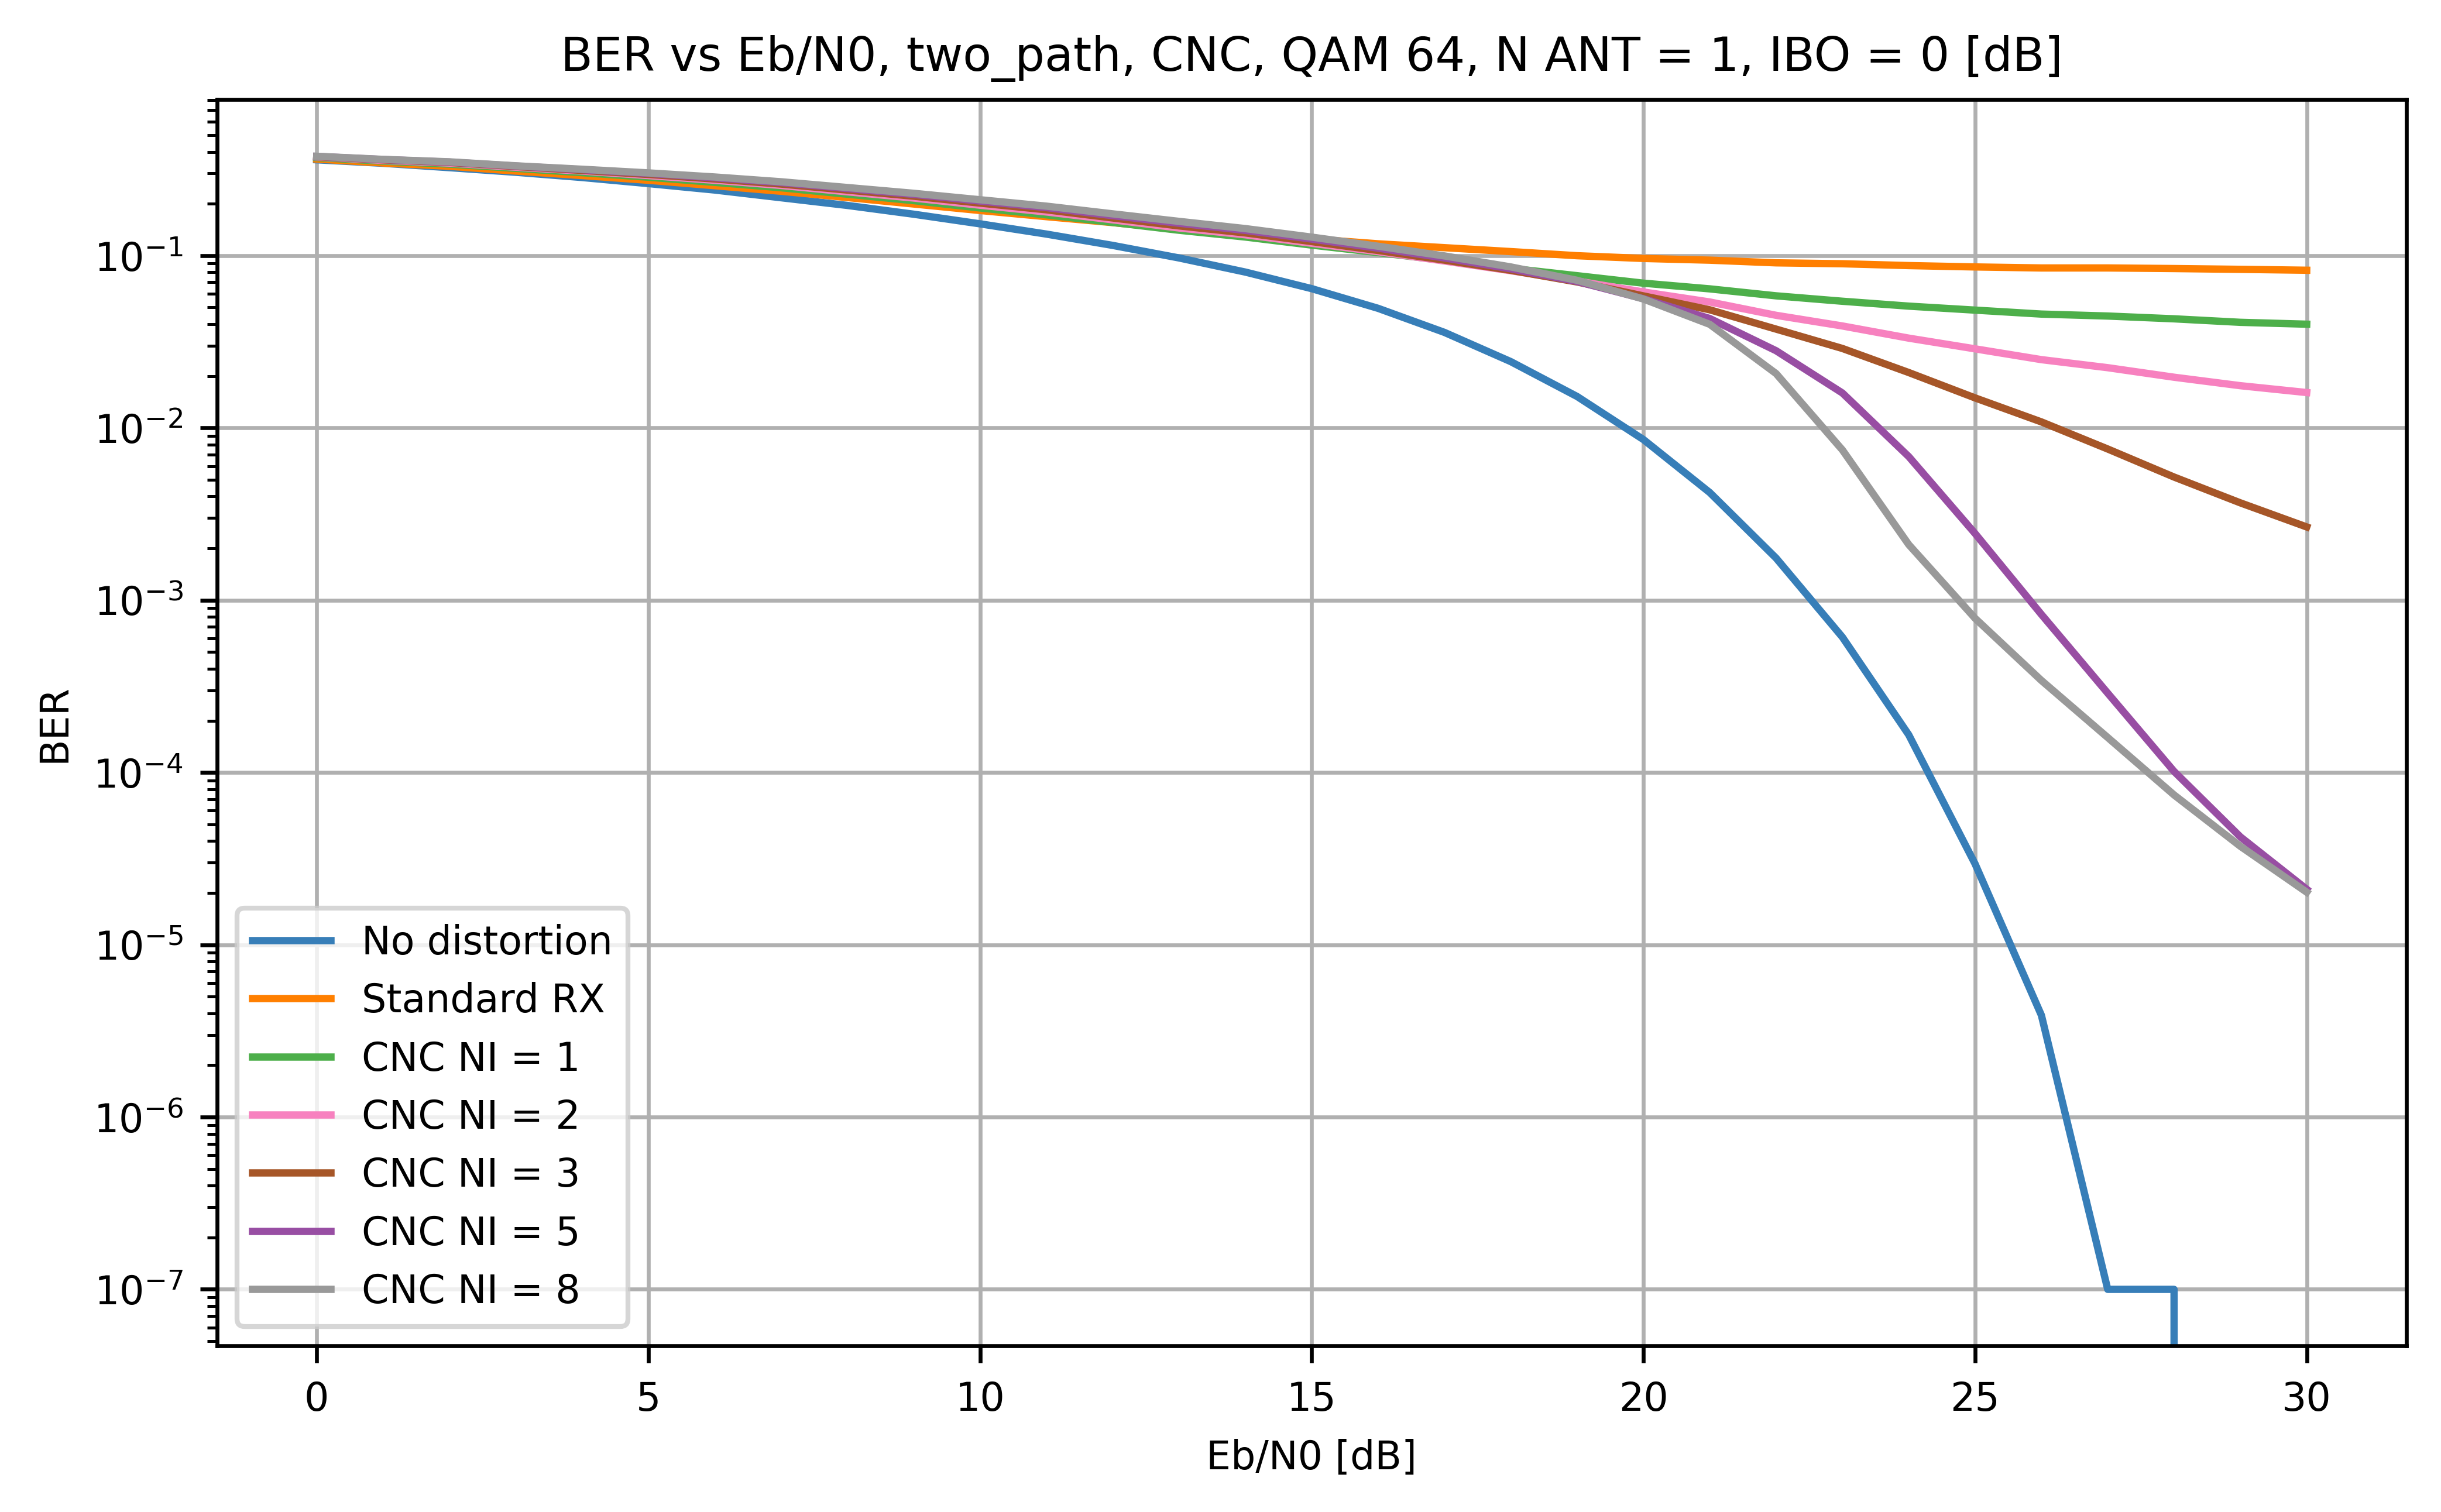 BER vs Eb/N0, two_path, CNC, QAM 64, N ANT = 1, IBO = 0 [dB]
BER
10⁻¹
10⁻²
10⁻³
10⁻⁴
10⁻⁵
10⁻⁶
10⁻⁷
No distortion
Standard RX
CNC NI = 1
CNC NI = 2
CNC NI = 3
CNC NI = 5
CNC NI = 8
0 5 10 15 20 25 30
Eb/N0 [dB]